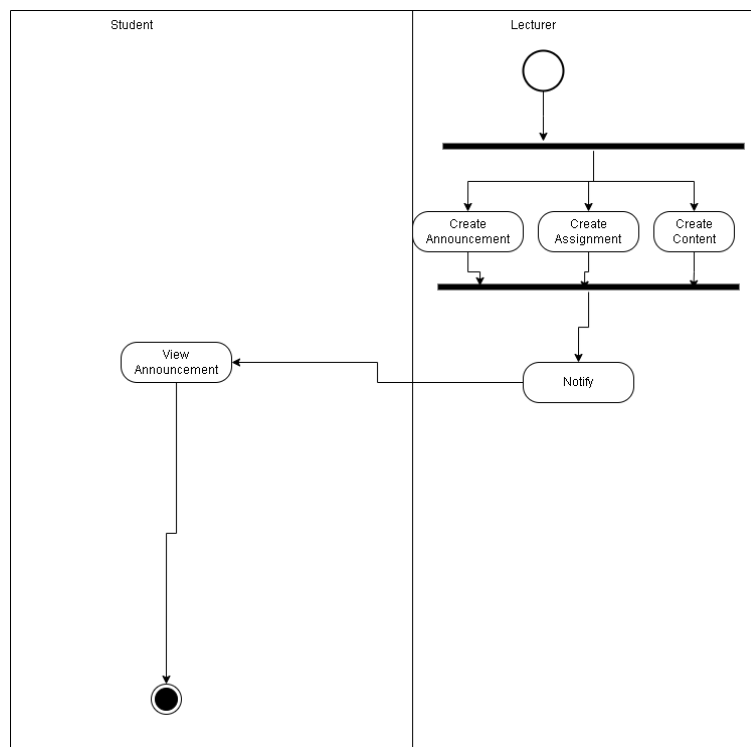 Student
Lecturer
Create
Announcement
Create
Assignment
Create
Content
View
Announcement
Notify